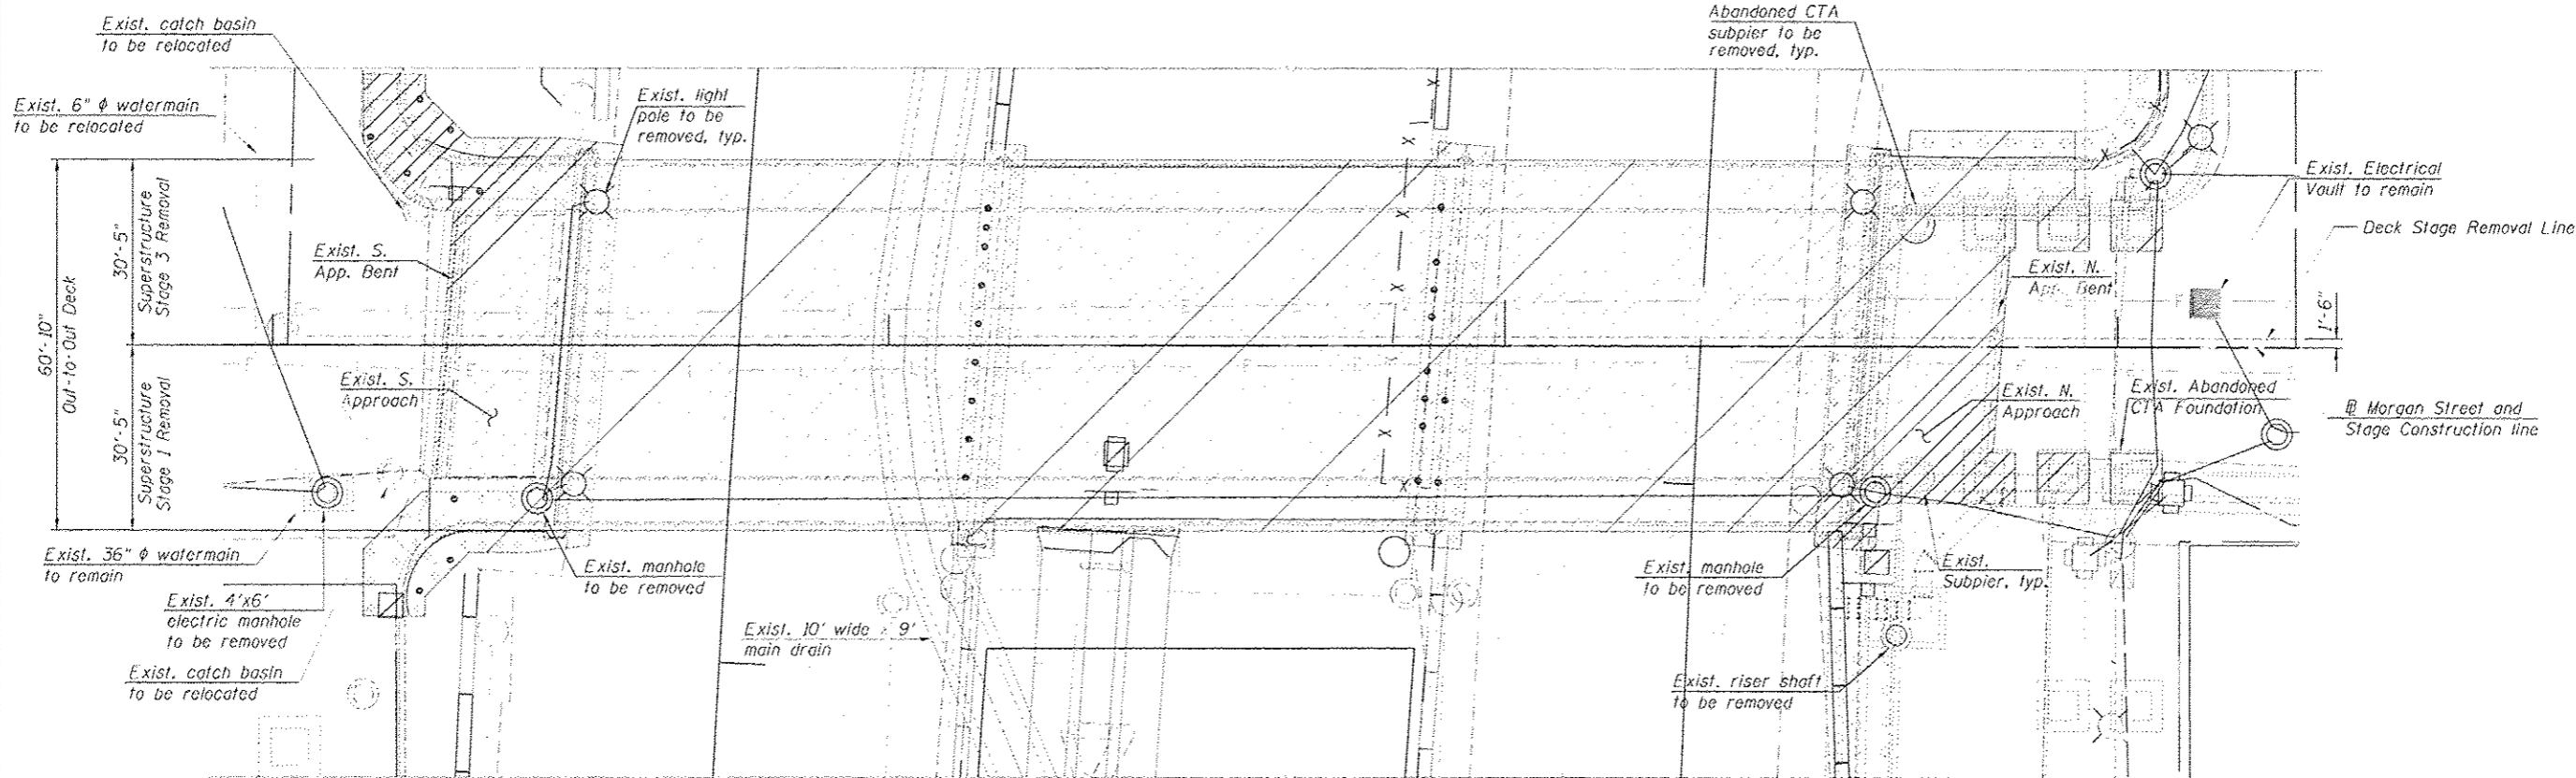 Exist. catch basin
to be relocated
Abandoned CTA
subpier to be
removed, typ.
Exist. 6" ϕ watermain
to be relocated
Exist. light
pole to be
removed, typ.
Exist. Electrical
Vault to remain
Deck Stage Removal Line
60'-10"
Out-to-Out Deck
30'-5"
Superstructure
Stage 3 Removal
Exist. S.
App. Bent
Exist. N.
App. Bent
1'-6"
30'-5"
Superstructure
Stage 1 Removal
Exist. S.
Approach
Exist. N.
Approach
Exist. Abandoned
CTA Foundation
℄ Morgan Street and
Stage Construction line
Exist. 36" ϕ watermain
to remain
Exist. 4'x6'
electric manhole
to be removed
Exist. catch basin
to be relocated
Exist. manhole
to be removed
Exist. 10' wide x 9'
main drain
Exist. manhole
to be removed
Exist.
Subpier, typ.
Exist. riser shaft
to be removed